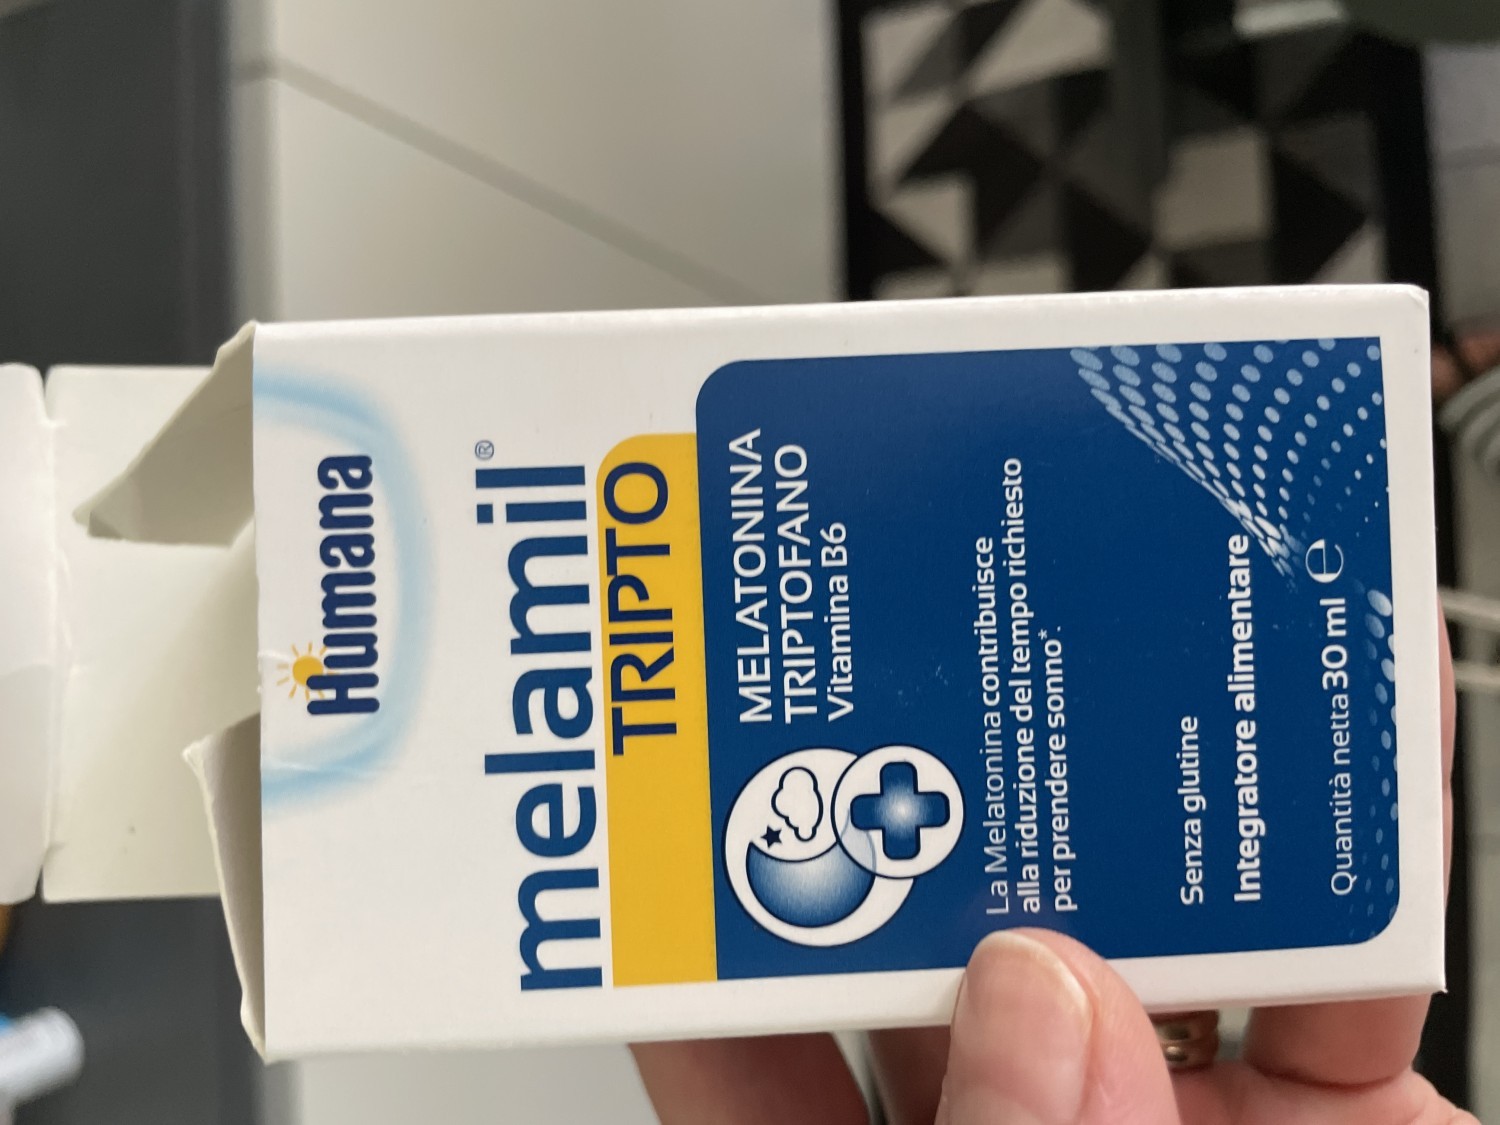 Humana
melamil®
TRIPTO
MELATONINA
TRIPTOFANO
Vitamina B6
La Melatonina contribuisce
alla riduzione del tempo richiesto
per prendere sonno*.
Senza glutine
Integratore alimentare
Quantità netta 30 ml ℮